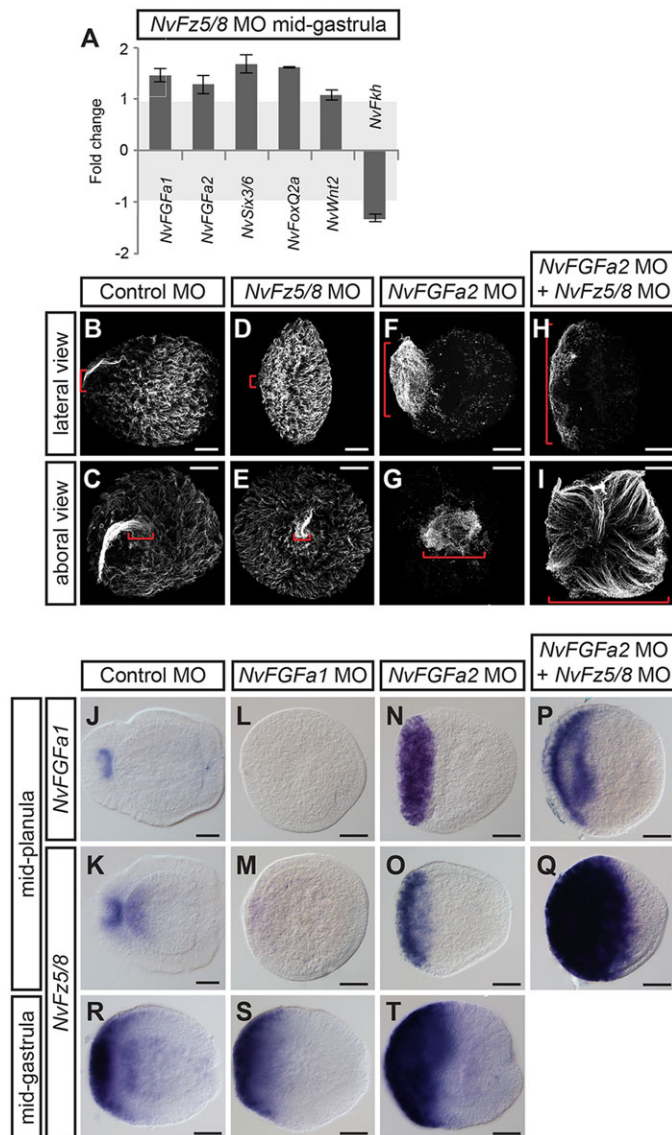 A
NvFz5/8 MO mid-gastrula
Fold change
2
1
0
-1
-2
NvFGFa1
NvFGFa2
NvSix3/6
NvFoxQ2a
NvWnt2
NvFkh
Control MO
NvFz5/8 MO
NvFGFa2 MO
NvFGFa2 MO
+ NvFz5/8 MO
lateral view
B
D
F
H
aboral view
C
E
G
I
Control MO
NvFGFa1 MO
NvFGFa2 MO
NvFGFa2 MO
+ NvFz5/8 MO
mid-planula
NvFGFa1
J
L
N
P
NvFz5/8
K
M
O
Q
mid-gastrula
R
S
T